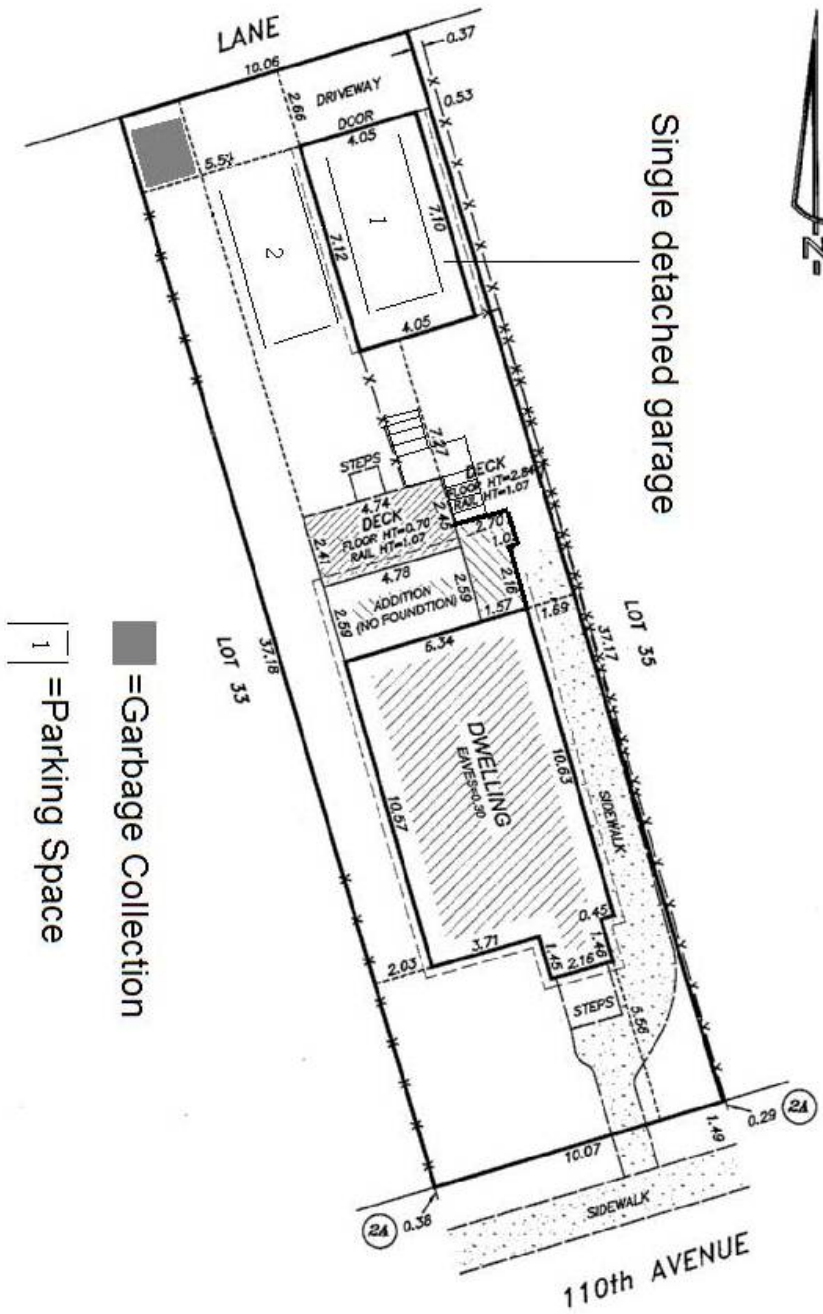 LANE
10.06
0.37
DRIVEWAY
2.66
0.53
DOOR
4.05
5.51
Single detached garage
-Z-
1
7.10
7.12
2
4.05
7.27
STEPS
DECK
FLOOR HT=2.84
RAIL HT=1.07
4.74
DECK
FLOOR HT=0.70
RAIL HT=1.07
2.41
2.45
2.70
2.16
4.78
2.59
ADDITION
(NO FOUNDTION)
2.59
1.57
1.69
LOT 35
37.17
6.34
LOT 33
37.18
DWELLING
EAVES=0.30
10.63
10.57
SIDEWALK
0.45
1.46
2.16
1.45
3.71
2.03
STEPS
5.56
1.49
0.29
2A
10.07
2A
0.38
SIDEWALK
110th AVENUE
=Garbage Collection
1
=Parking Space